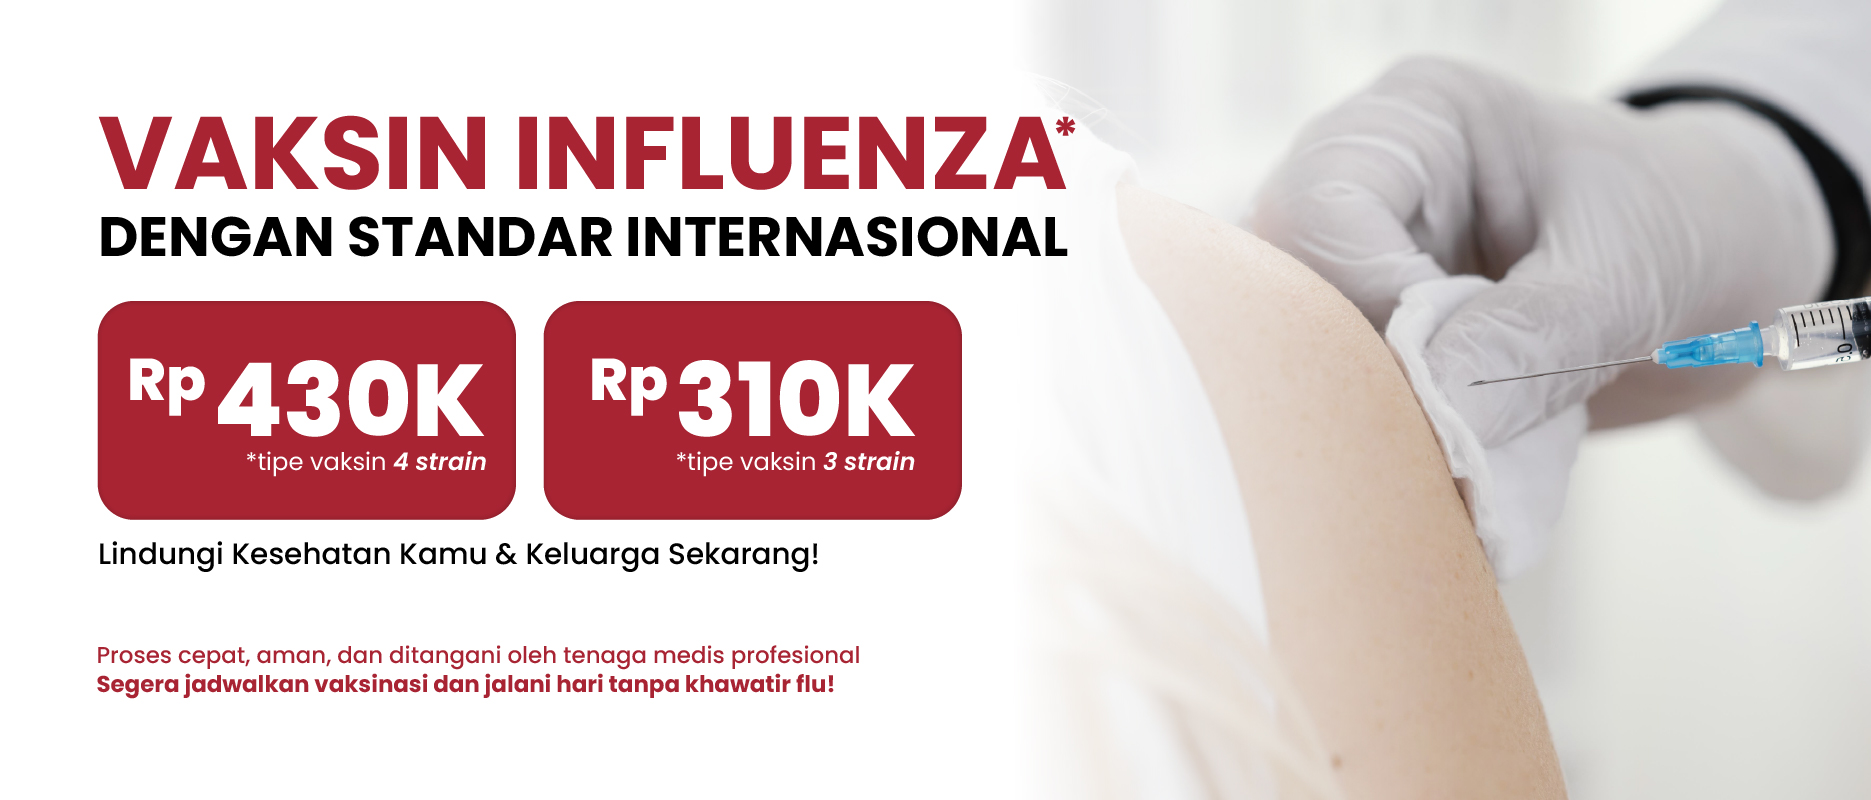 VAKSIN INFLUENZA*
DENGAN STANDAR INTERNASIONAL
Rp 430K
*tipe vaksin 4 strain
Rp 310K
*tipe vaksin 3 strain
Lindungi Kesehatan Kamu & Keluarga Sekarang!
Proses cepat, aman, dan ditangani oleh tenaga medis profesional
Segera jadwalkan vaksinasi dan jalani hari tanpa khawatir flu!
3.0